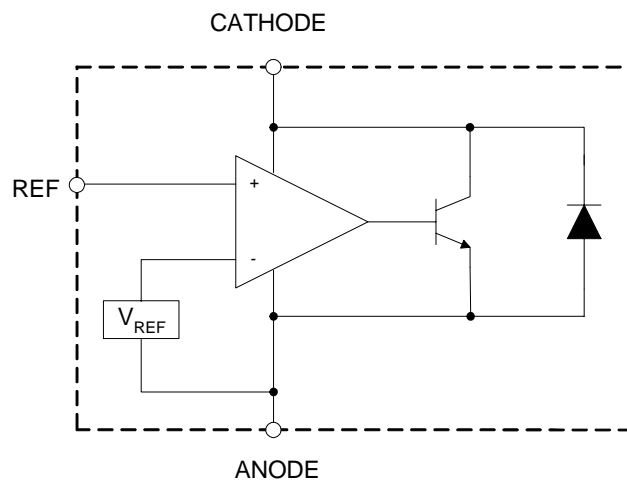 CATHODE
REF
+
-
VREF
ANODE